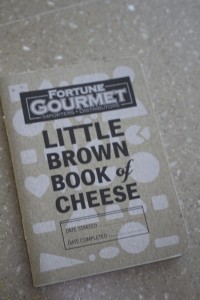 FORTUNE
GOURMET
IMPORTERS • DISTRIBUTORS
LITTLE
BROWN
BOOK of
CHEESE
DATE STARTED
DATE COMPLETED